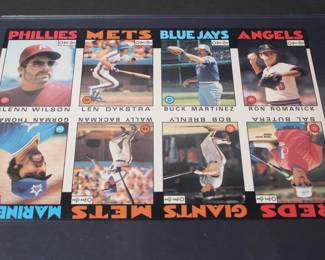 PHILLIES METS BLUE JAYS ANGELS
GLENN WILSON LEN DYKSTRA BUCK MARTINEZ RON ROMANICK
GORMAN THOMAS WALLY BACKMAN BOB BRENLY SAL BUTERA
MARINERS METS GIANTS REDS